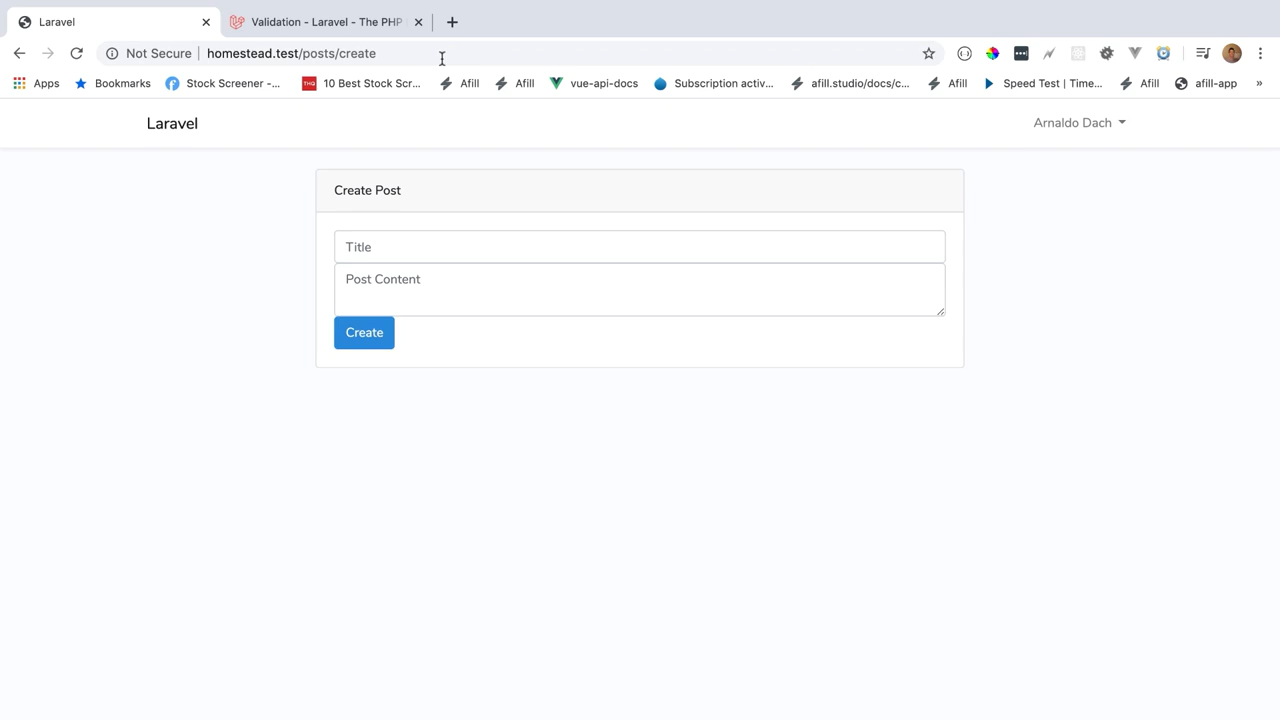 Laravel
Validation - Laravel - The PHP
Not Secure
homestead.test/posts/create
Apps
Bookmarks
Stock Screener -...
THQ
10 Best Stock Scr...
Afill
Afill
vue-api-docs
Subscription activ...
afill.studio/docs/c...
Afill
Speed Test | Time...
Afill
afill-app
»
Laravel
Arnaldo Dach
Create Post
Title
Post Content
Create